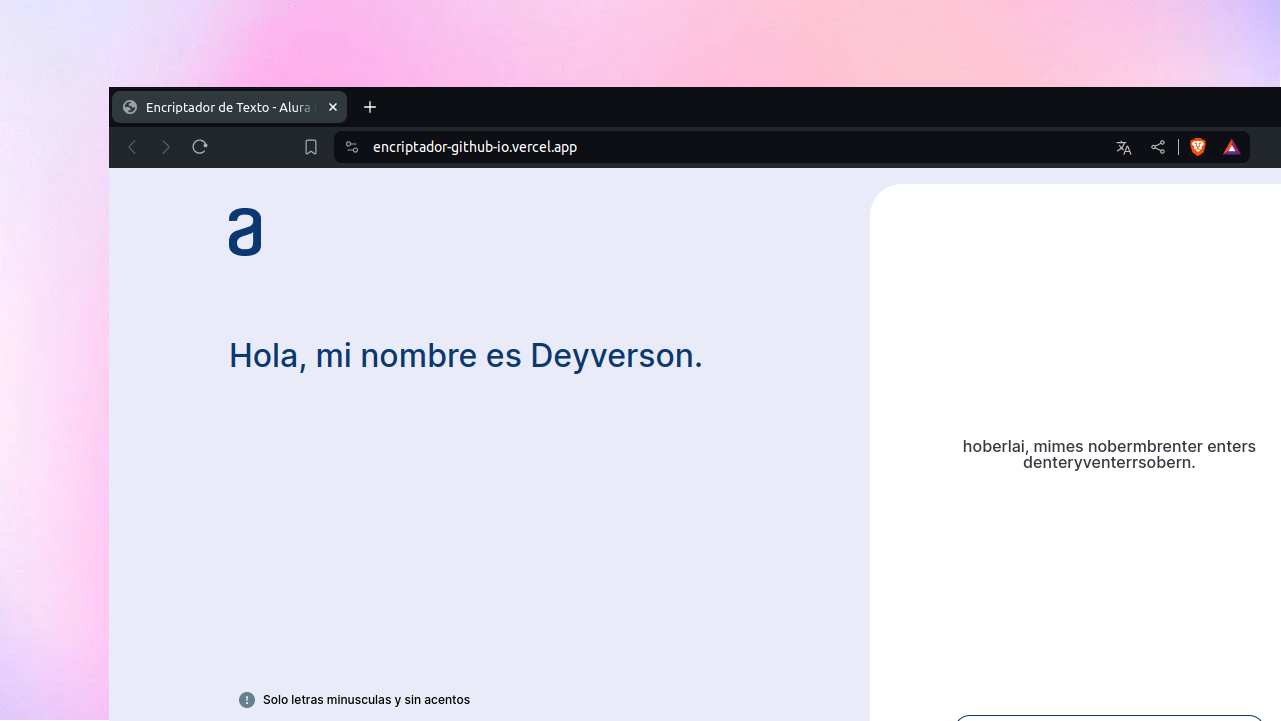 Encriptador de Texto - Alura
encriptador-github-io.vercel.app
a
Hola, mi nombre es Deyverson.
hoberlai, mimes nobermbrenter enters
denteryventerrsobern.
Solo letras minusculas y sin acentos